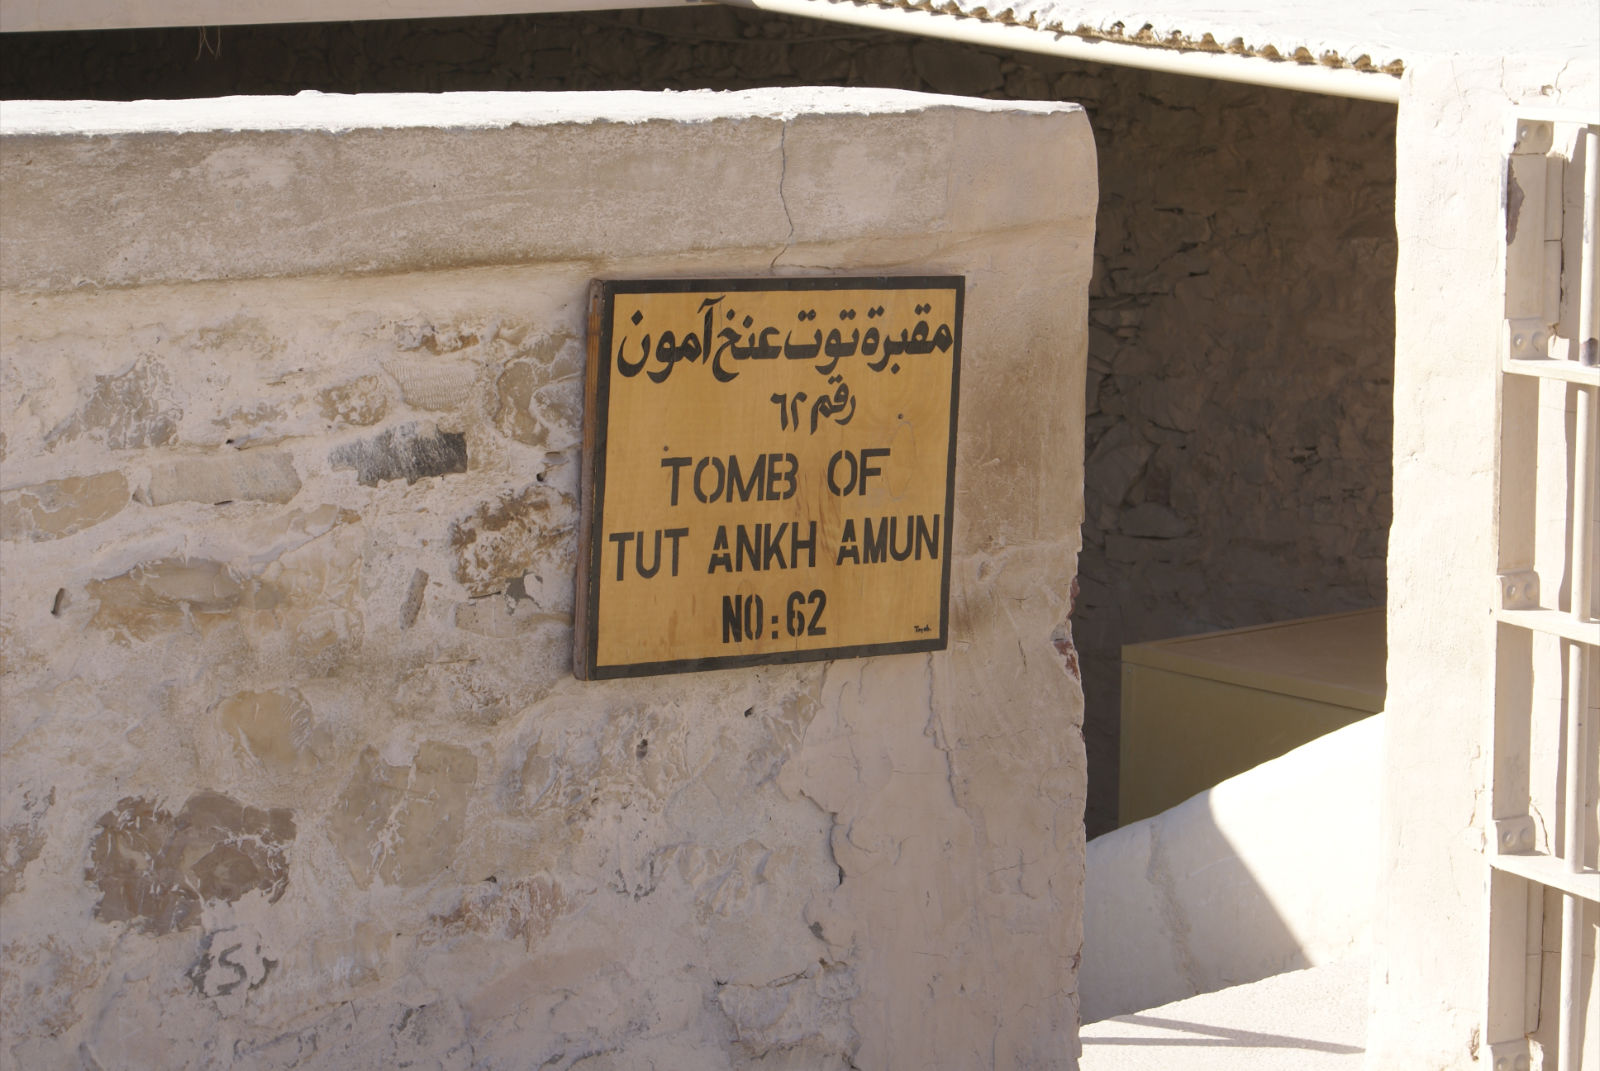 مقبرة توت عنخ آمون
رقم ٦٢
TOMB OF
TUT ANKH AMUN
NO: 62